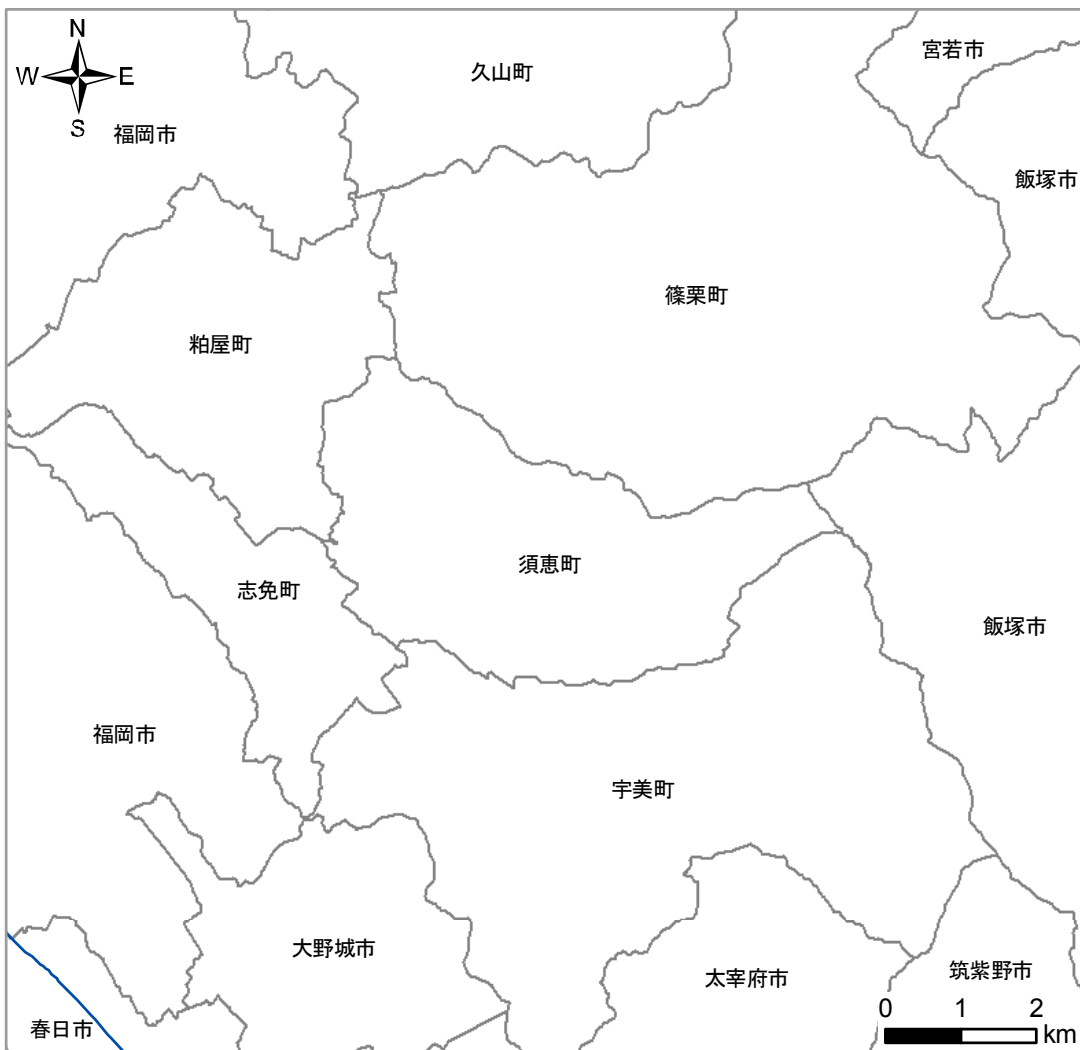 N
W E
S
久山町
宮若市
福岡市
飯塚市
篠栗町
粕屋町
須恵町
志免町
飯塚市
福岡市
宇美町
大野城市
太宰府市
筑紫野市
春日市
0 1 2
km